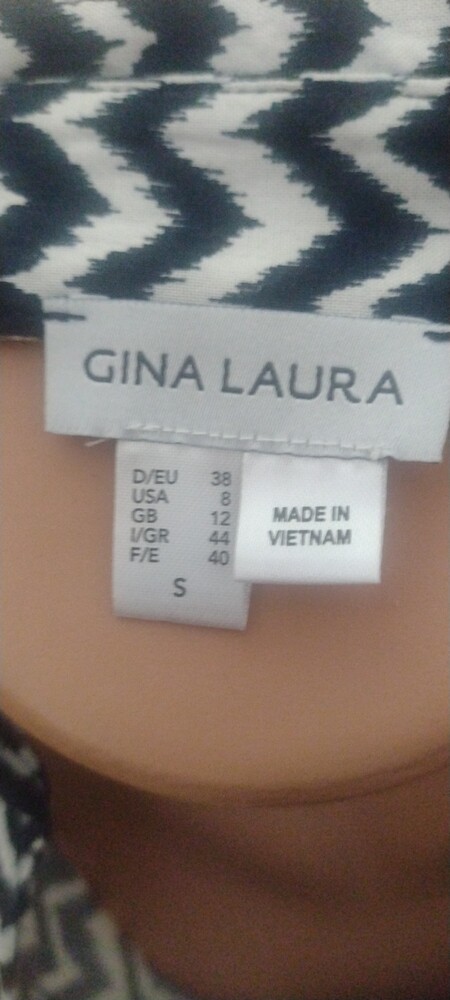 GINA LAURA
D/EU 38
USA 8
GB 12
I/GR 44
F/E 40
S
MADE IN
VIETNAM